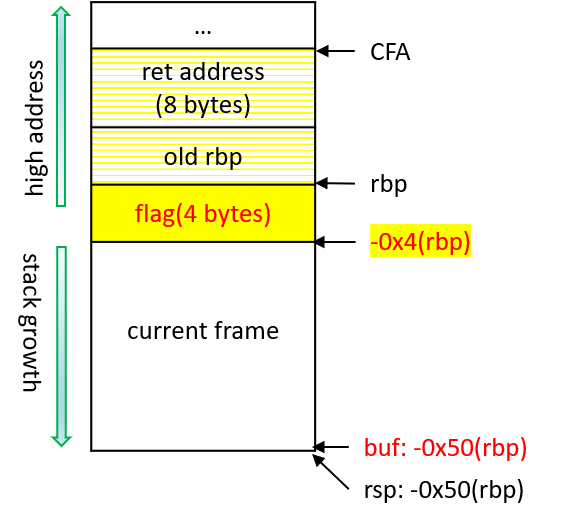 ...
CFA
ret address
(8 bytes)
high address
old rbp
rbp
flag(4 bytes)
-0x4(rbp)
stack growth
current frame
buf: -0x50(rbp)
rsp: -0x50(rbp)